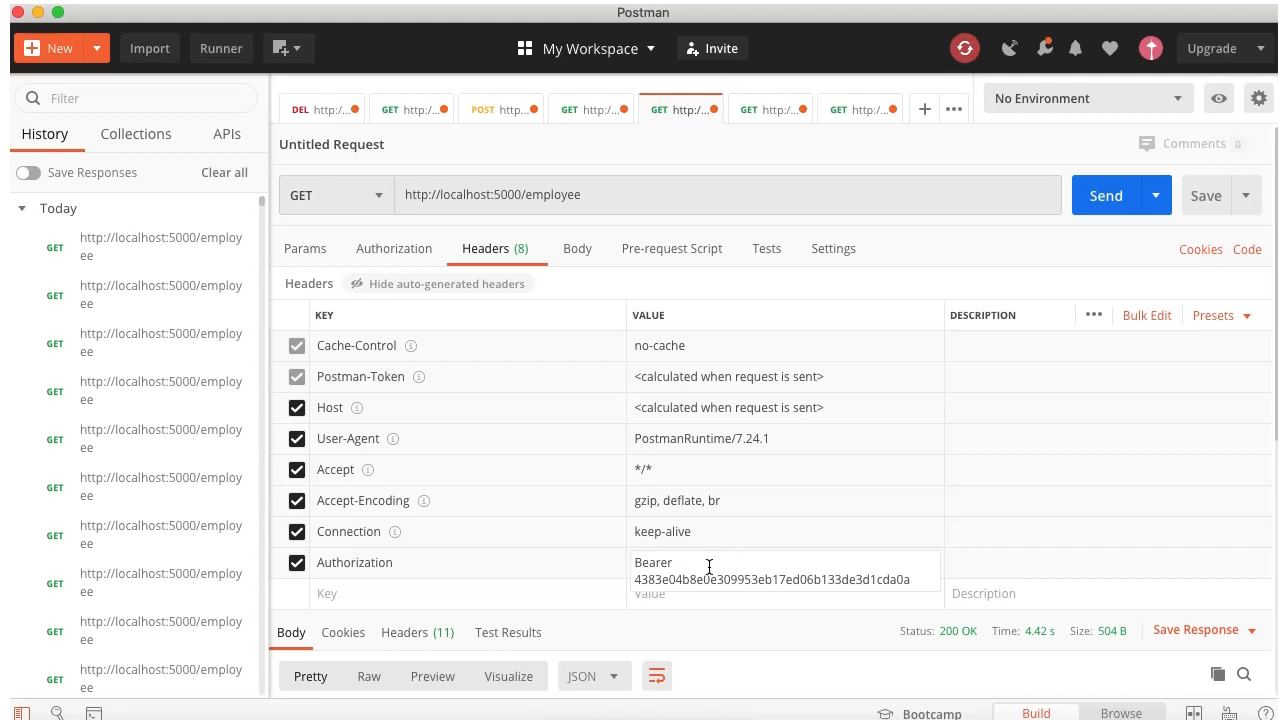 Postman
New
Import
Runner
My Workspace
Invite
Upgrade
Filter
DEL http:/...
GET http:/...
POST http...
GET http:/...
GET http:/...
GET http:/...
GET http:/...
No Environment
History
Collections
APIs
Untitled Request
Comments 0
Save Responses
Clear all
GET
http://localhost:5000/employee
Send
Save
Today
GET
http://localhost:5000/employ
ee
GET
http://localhost:5000/employ
ee
GET
http://localhost:5000/employ
ee
GET
http://localhost:5000/employ
ee
GET
http://localhost:5000/employ
ee
GET
http://localhost:5000/employ
ee
GET
http://localhost:5000/employ
ee
GET
http://localhost:5000/employ
ee
GET
http://localhost:5000/employ
ee
GET
http://localhost:5000/employ
ee
Params
Authorization
Headers (8)
Body
Pre-request Script
Tests
Settings
Cookies
Code
Headers
Hide auto-generated headers
KEY
VALUE
DESCRIPTION
Bulk Edit
Presets
Cache-Control
no-cache
Postman-Token
<calculated when request is sent>
Host
<calculated when request is sent>
User-Agent
PostmanRuntime/7.24.1
Accept
*/*
Accept-Encoding
gzip, deflate, br
Connection
keep-alive
Authorization
Bearer
4383e04b8e0e309953eb17ed06b133de3d1cda0a
Key
Value
Description
Body
Cookies
Headers (11)
Test Results
Status: 200 OK
Time: 4.42 s
Size: 504 B
Save Response
Pretty
Raw
Preview
Visualize
JSON
Bootcamp
Build
Browse